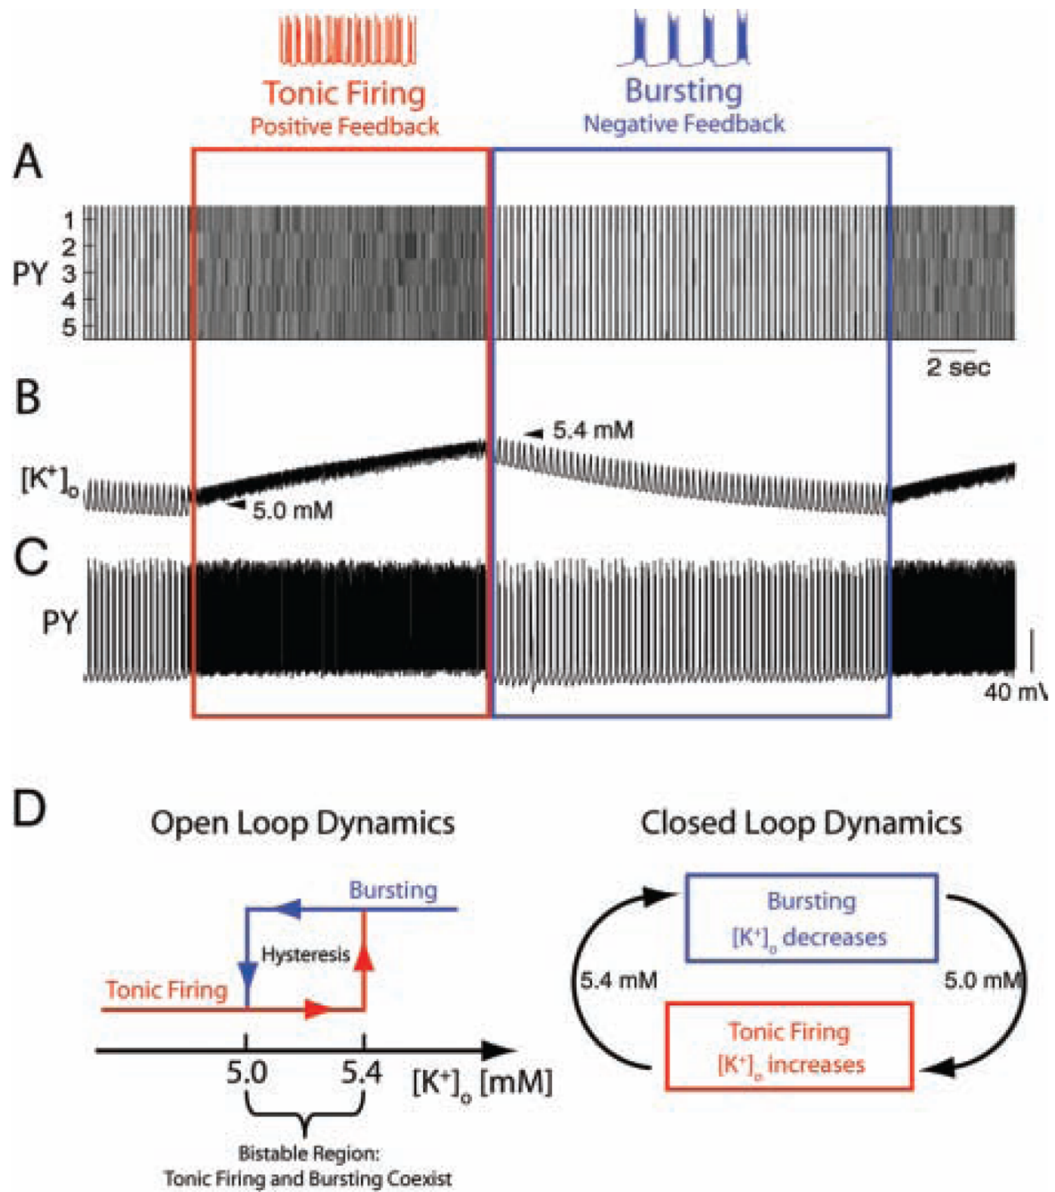 Tonic Firing
Positive Feedback
Bursting
Negative Feedback
A
PY
1
2
3
4
5
2 sec
B
[K⁺]ₒ
5.4 mM
5.0 mM
C
PY
40 mV
D
Open Loop Dynamics
Closed Loop Dynamics
Bursting
Hysteresis
Tonic Firing
5.0
5.4
[K⁺]ₒ [mM]
Bistable Region:
Tonic Firing and Bursting Coexist
Bursting
[K⁺]ₒ decreases
5.4 mM
5.0 mM
Tonic Firing
[K⁺]ₒ increases